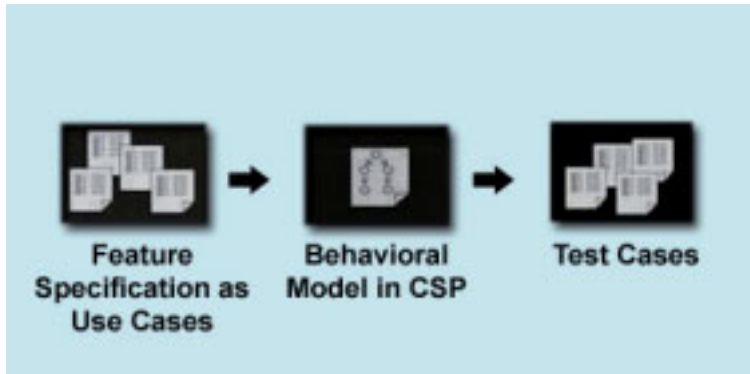 Feature
Specification as
Use Cases
Behavioral
Model in CSP
Test Cases